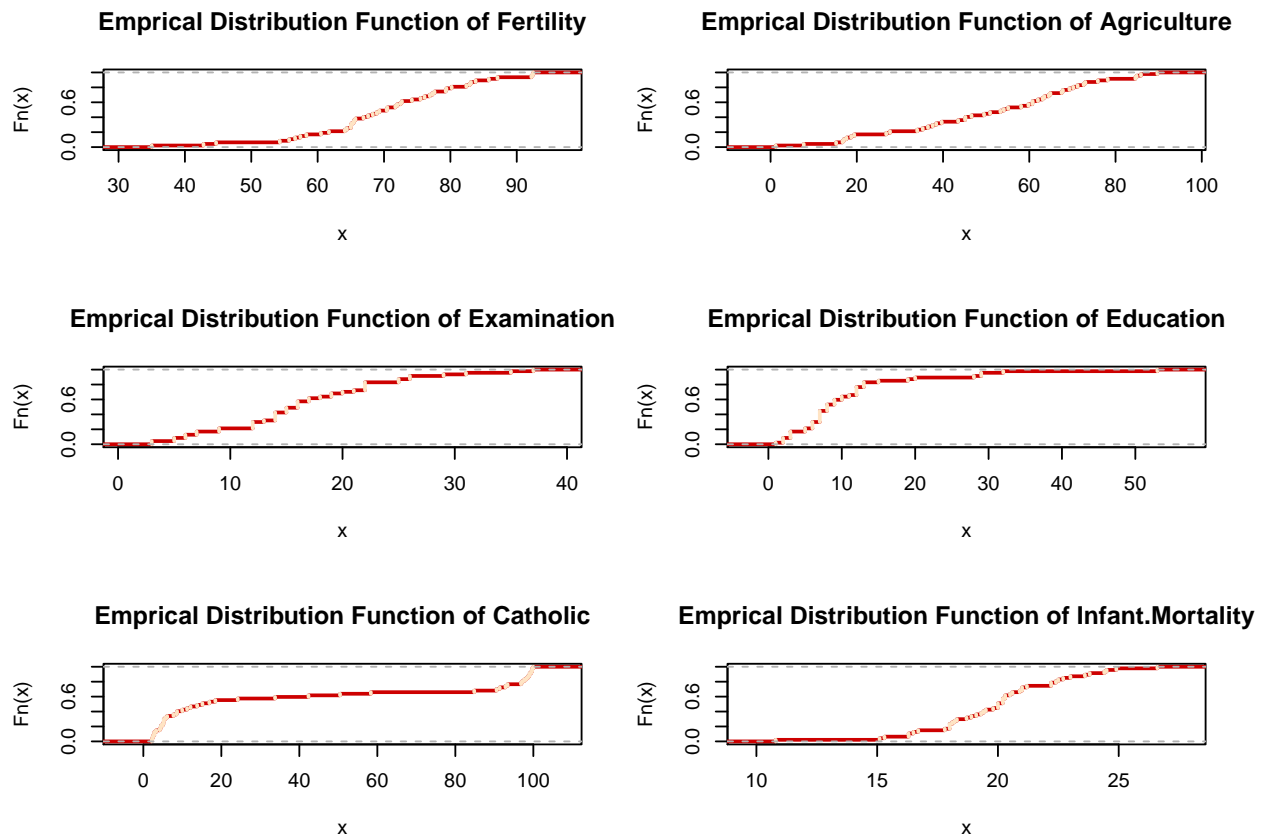 Emprical Distribution Function of Fertility
Fn(x)
0.0 0.6
30 40 50 60 70 80 90
x
Emprical Distribution Function of Agriculture
Fn(x)
0.0 0.6
0 20 40 60 80 100
x
Emprical Distribution Function of Examination
Fn(x)
0.0 0.6
0 10 20 30 40
x
Emprical Distribution Function of Education
Fn(x)
0.0 0.6
0 10 20 30 40 50
x
Emprical Distribution Function of Catholic
Fn(x)
0.0 0.6
0 20 40 60 80 100
x
Emprical Distribution Function of Infant.Mortality
Fn(x)
0.0 0.6
10 15 20 25
x